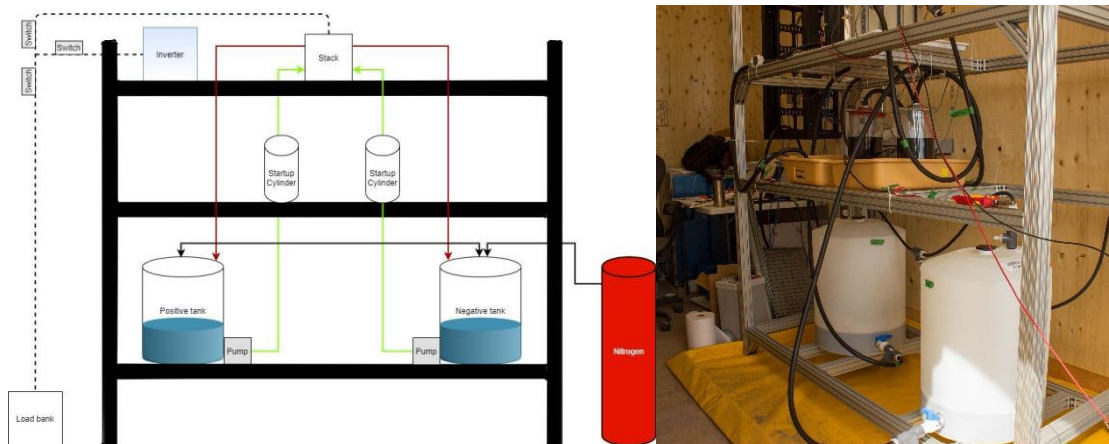 Switch
Switch
Switch
Inverter
Stack
Startup
Cylinder
Startup
Cylinder
Positive tank
Negative tank
Pump
Pump
Nitrogen
Load bank